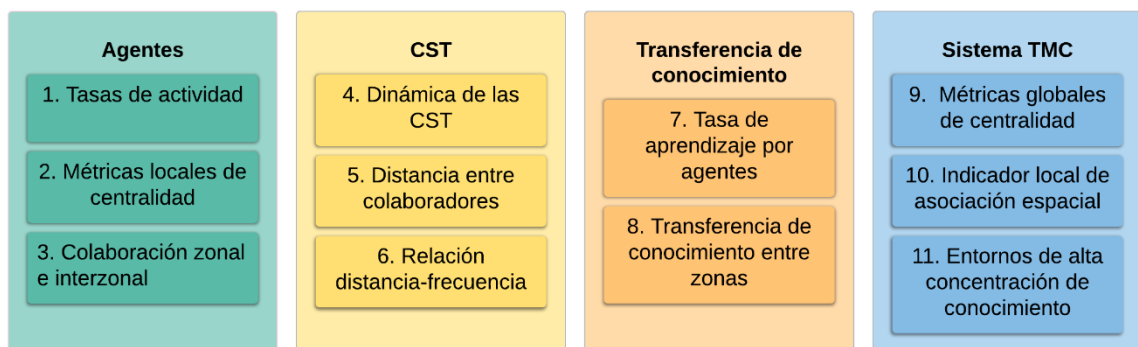 Agentes
1. Tasas de actividad
2. Métricas locales de
centralidad
3. Colaboración zonal
e interzonal
CST
4. Dinámica de las
CST
5. Distancia entre
colaboradores
6. Relación
distancia-frecuencia
Transferencia de
conocimiento
7. Tasa de
aprendizaje por
agentes
8. Transferencia de
conocimiento entre
zonas
Sistema TMC
9. Métricas globales
de centralidad
10. Indicador local de
asociación espacial
11. Entornos de alta
concentración de
conocimiento